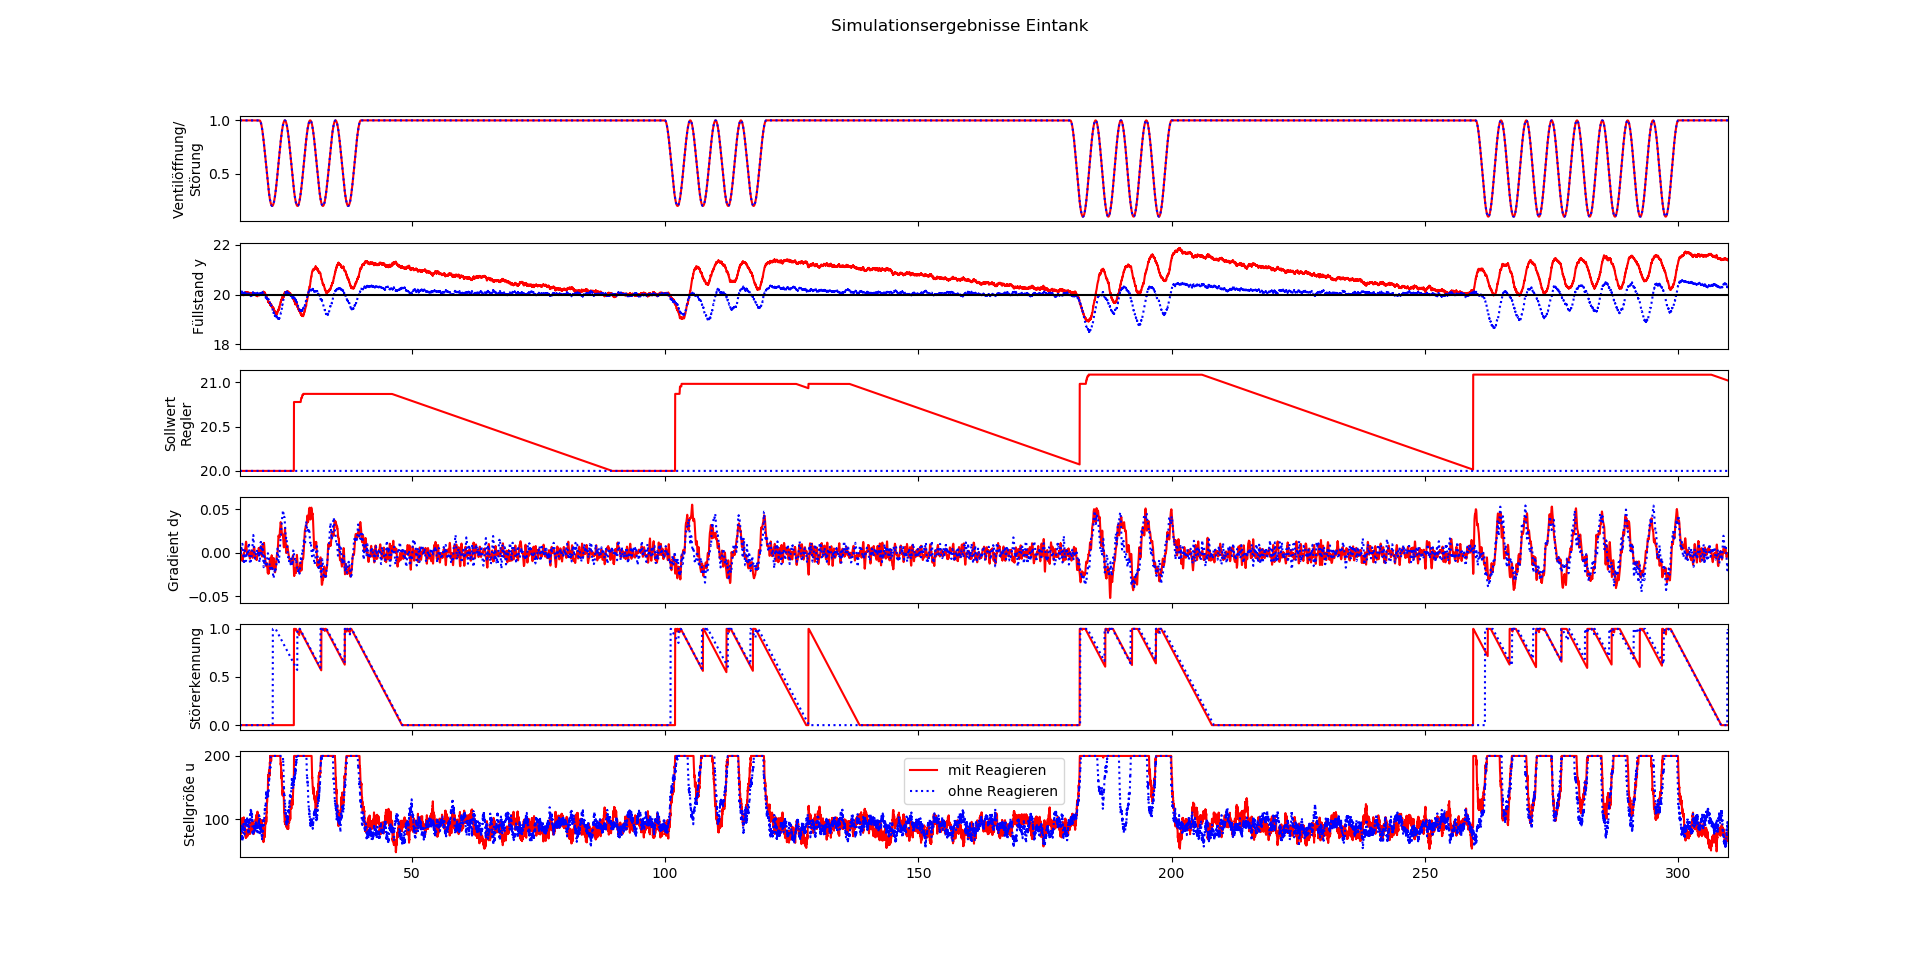 Simulationsergebnisse Eintank
Ventilöffnung/
Störung
1.0
0.5
Füllstand y
22
20
18
Sollwert
Regler
21.0
20.5
20.0
Gradient dy
0.05
0.00
−0.05
Störerkennung
1.0
0.5
0.0
Stellgröße u
200
100
mit Reagieren
ohne Reagieren
50
100
150
200
250
300